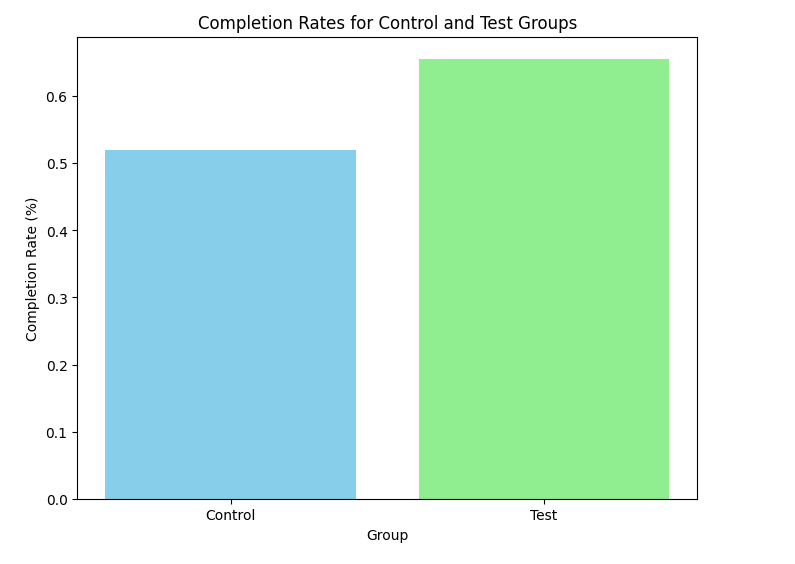 Completion Rates for Control and Test Groups
Completion Rate (%)
0.6
0.5
0.4
0.3
0.2
0.1
0.0
Control
Test
Group